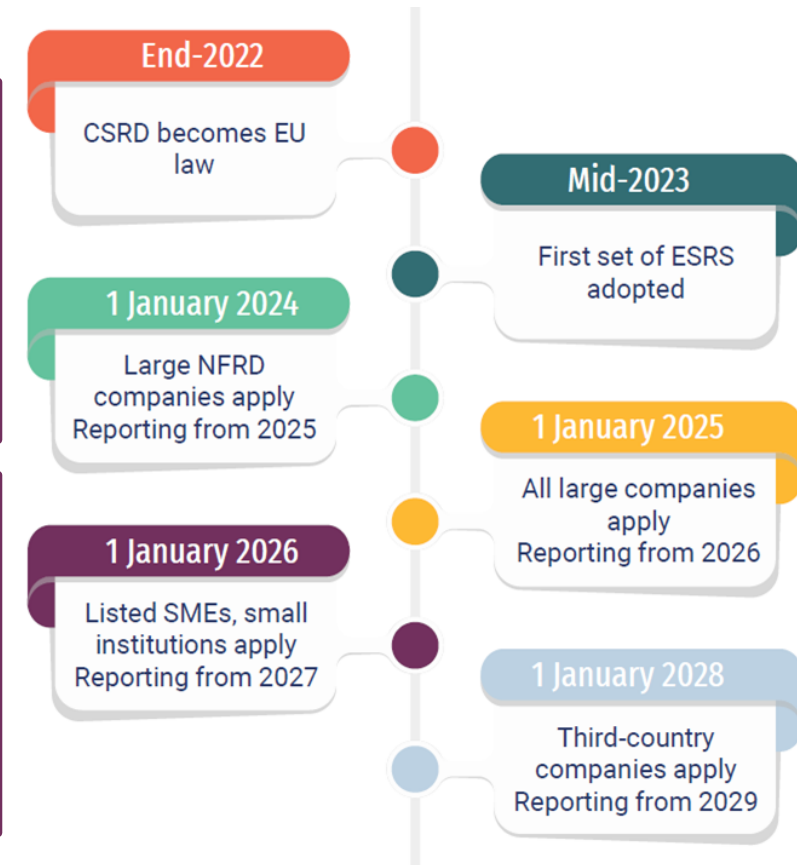 End-2022
CSRD becomes EU
law
Mid-2023
First set of ESRS
adopted
1 January 2024
Large NFRD
companies apply
Reporting from 2025
1 January 2025
All large companies
apply
Reporting from 2026
1 January 2026
Listed SMEs, small
institutions apply
Reporting from 2027
1 January 2028
Third-country
companies apply
Reporting from 2029